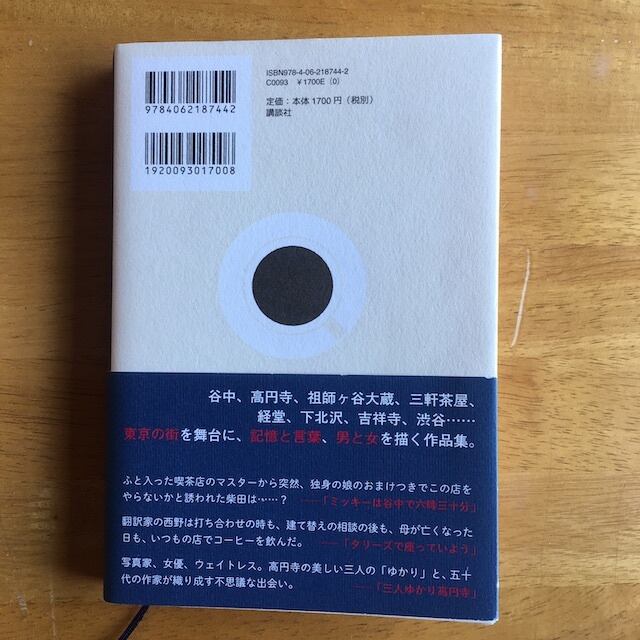 ISBN978-4-06-218744-2
C0093 ¥1700E (0)
定価：本体1700円（税別）
講談社
9784062187442
1920093017008
谷中、高円寺、祖師ヶ谷大蔵、三軒茶屋、
経堂、下北沢、吉祥寺、渋谷……
東京の街を舞台に、記憶と言葉、男と女を描く作品集。
ふと入った喫茶店のマスターから突然、独身の娘のおまけつきでこの店を
やらないかと誘われた柴田は……？ ——「ミッキーは谷中で六時三十分」
翻訳家の西野は打ち合わせの時も、建て替えの相談の後も、母が亡くなった
日も、いつもの店でコーヒーを飲んだ。 ——「タリーズで座っていよう」
写真家、女優、ウェイトレス。高円寺の美しい三人の「ゆかり」と、五十
代の作家が織り成す不思議な出会い。 ——「三人ゆかり高円寺」